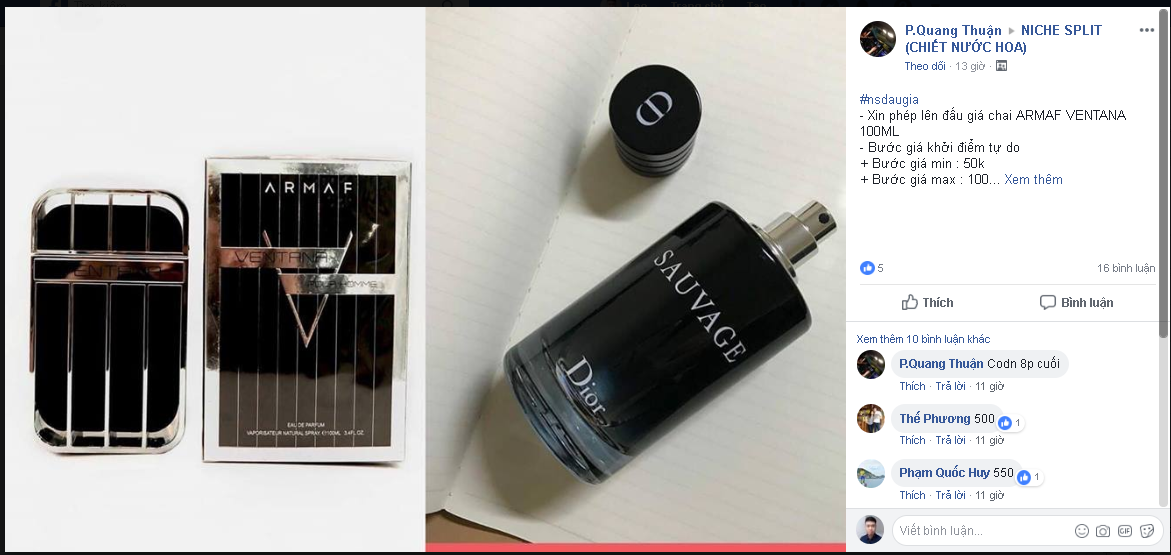 ARMAF
VENTANA
POUR HOMME
EAU DE PARFUM
VAPORISATEUR NATURAL SPRAY ℮100ML 3.4FL.OZ
VENTANA
SAUVAGE
Dior
P.Quang Thuận ▸ NICHE SPLIT
(CHIẾT NƯỚC HOA)
Theo dõi · 13 giờ ·
#nsdaugia
- Xin phép lên đấu giá chai ARMAF VENTANA
100ML
- Bước giá khởi điểm tự do
+ Bước giá min : 50k
+ Bước giá max : 100... Xem thêm
5
16 bình luận
Thích
Bình luận
Xem thêm 10 bình luận khác
P.Quang Thuận Codn 8p cuối
Thích · Trả lời · 11 giờ
Thế Phương 500
1
Thích · Trả lời · 11 giờ
Phạm Quốc Huy 550
1
Thích · Trả lời · 11 giờ
Viết bình luận...
GIF